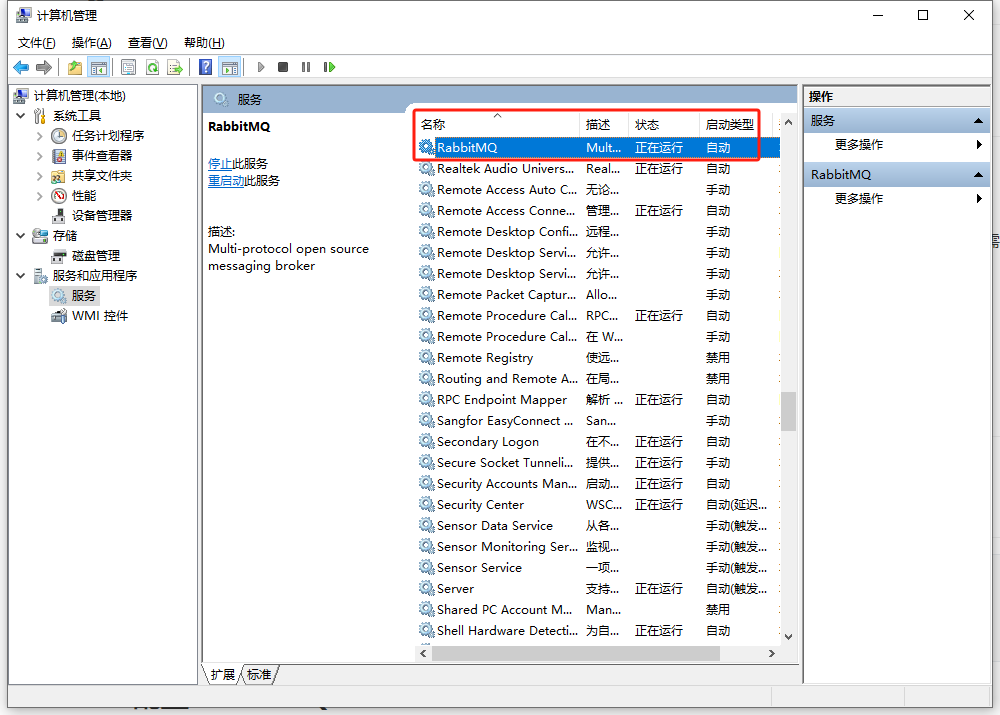 计算机管理
文件(F) 操作(A) 查看(V) 帮助(H)
计算机管理(本地)
系统工具
任务计划程序
事件查看器
共享文件夹
性能
设备管理器
存储
磁盘管理
服务和应用程序
服务
WMI 控件
服务
RabbitMQ
停止此服务
重启动此服务
描述:
Multi-protocol open source
messaging broker
名称 描述 状态 启动类型
RabbitMQ Mult... 正在运行 自动
Realtek Audio Univers... Real... 正在运行 自动
Remote Access Auto C... 无论... 手动
Remote Access Conne... 管理... 正在运行 自动
Remote Desktop Confi... 远程... 手动
Remote Desktop Servi... 允许... 手动
Remote Desktop Servi... 允许... 手动
Remote Packet Captur... Allo... 手动
Remote Procedure Cal... RPC... 正在运行 自动
Remote Procedure Cal... 在 W... 手动
Remote Registry 使远... 禁用
Routing and Remote A... 在局... 禁用
RPC Endpoint Mapper 解析 ... 正在运行 自动
Sangfor EasyConnect ... San... 手动
Secondary Logon 在不... 正在运行 自动
Secure Socket Tunneli... 提供... 正在运行 手动
Security Accounts Man... 启动... 正在运行 自动
Security Center WSC... 正在运行 自动(延迟...
Sensor Data Service 从各... 手动(触发...
Sensor Monitoring Ser... 监视... 手动(触发...
Sensor Service 一项... 手动(触发...
Server 支持... 正在运行 自动(触发...
Shared PC Account M... Man... 禁用
Shell Hardware Detecti... 为自... 正在运行 自动
扩展 标准
操作
服务
更多操作
RabbitMQ
更多操作